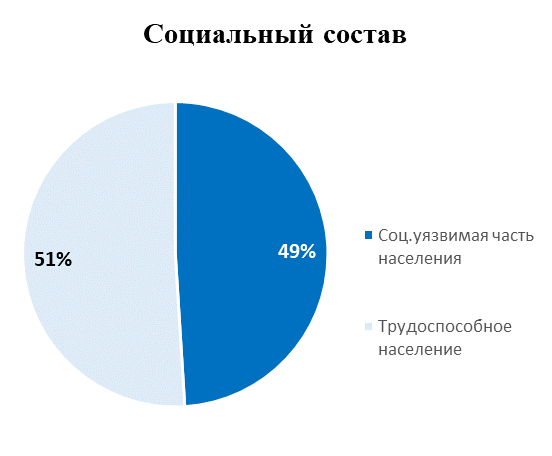 Социальный состав
51%
49%
Соц.уязвимая часть
населения
Трудоспособное
население